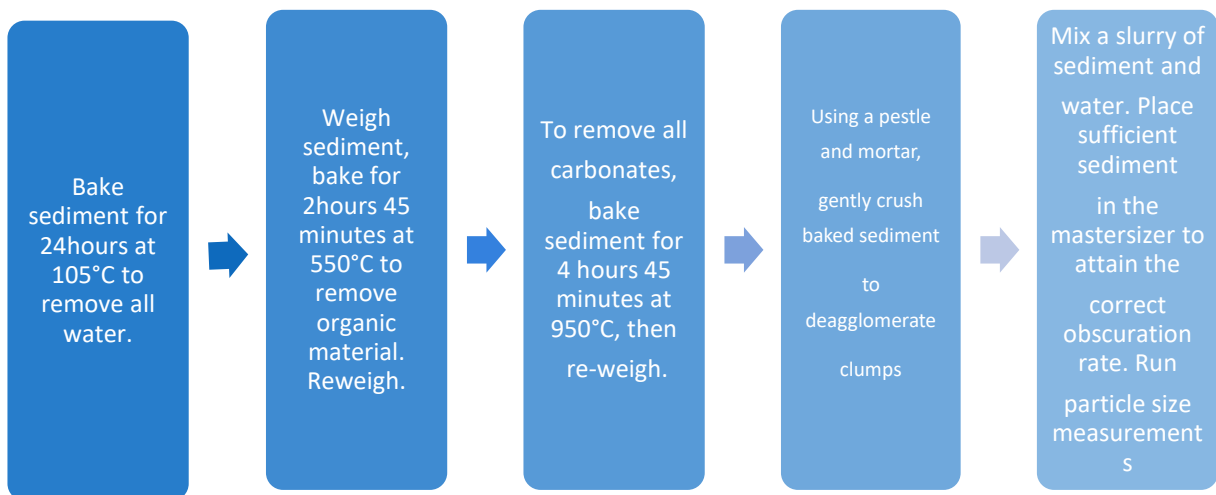 Bake
sediment for
24hours at
105°C to
remove all
water.
Weigh
sediment,
bake for
2hours 45
minutes at
550°C to
remove
organic
material.
Reweigh.
To remove all
carbonates,
bake
sediment for
4 hours 45
minutes at
950°C, then
re-weigh.
Using a pestle
and mortar,
gently crush
baked sediment
to
deagglomerate
clumps
Mix a slurry of
sediment and
water. Place
sufficient
sediment
in the
mastersizer to
attain the
correct
obscuration
rate. Run
particle size
measurement
s